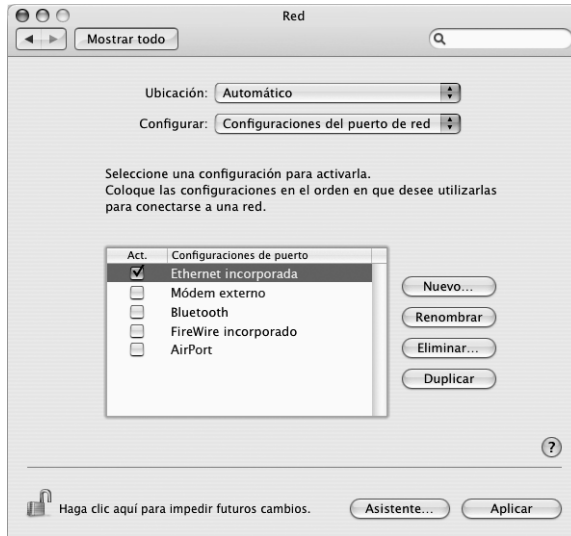 Red
Mostrar todo
Ubicación: Automático
Configurar: Configuraciones del puerto de red
Seleccione una configuración para activarla.
Coloque las configuraciones en el orden en que desee utilizarlas
para conectarse a una red.
Act. Configuraciones de puerto
Ethernet incorporada
Módem externo
Bluetooth
FireWire incorporado
AirPort
Nuevo...
Renombrar
Eliminar...
Duplicar
?
Haga clic aquí para impedir futuros cambios.
Asistente... Aplicar